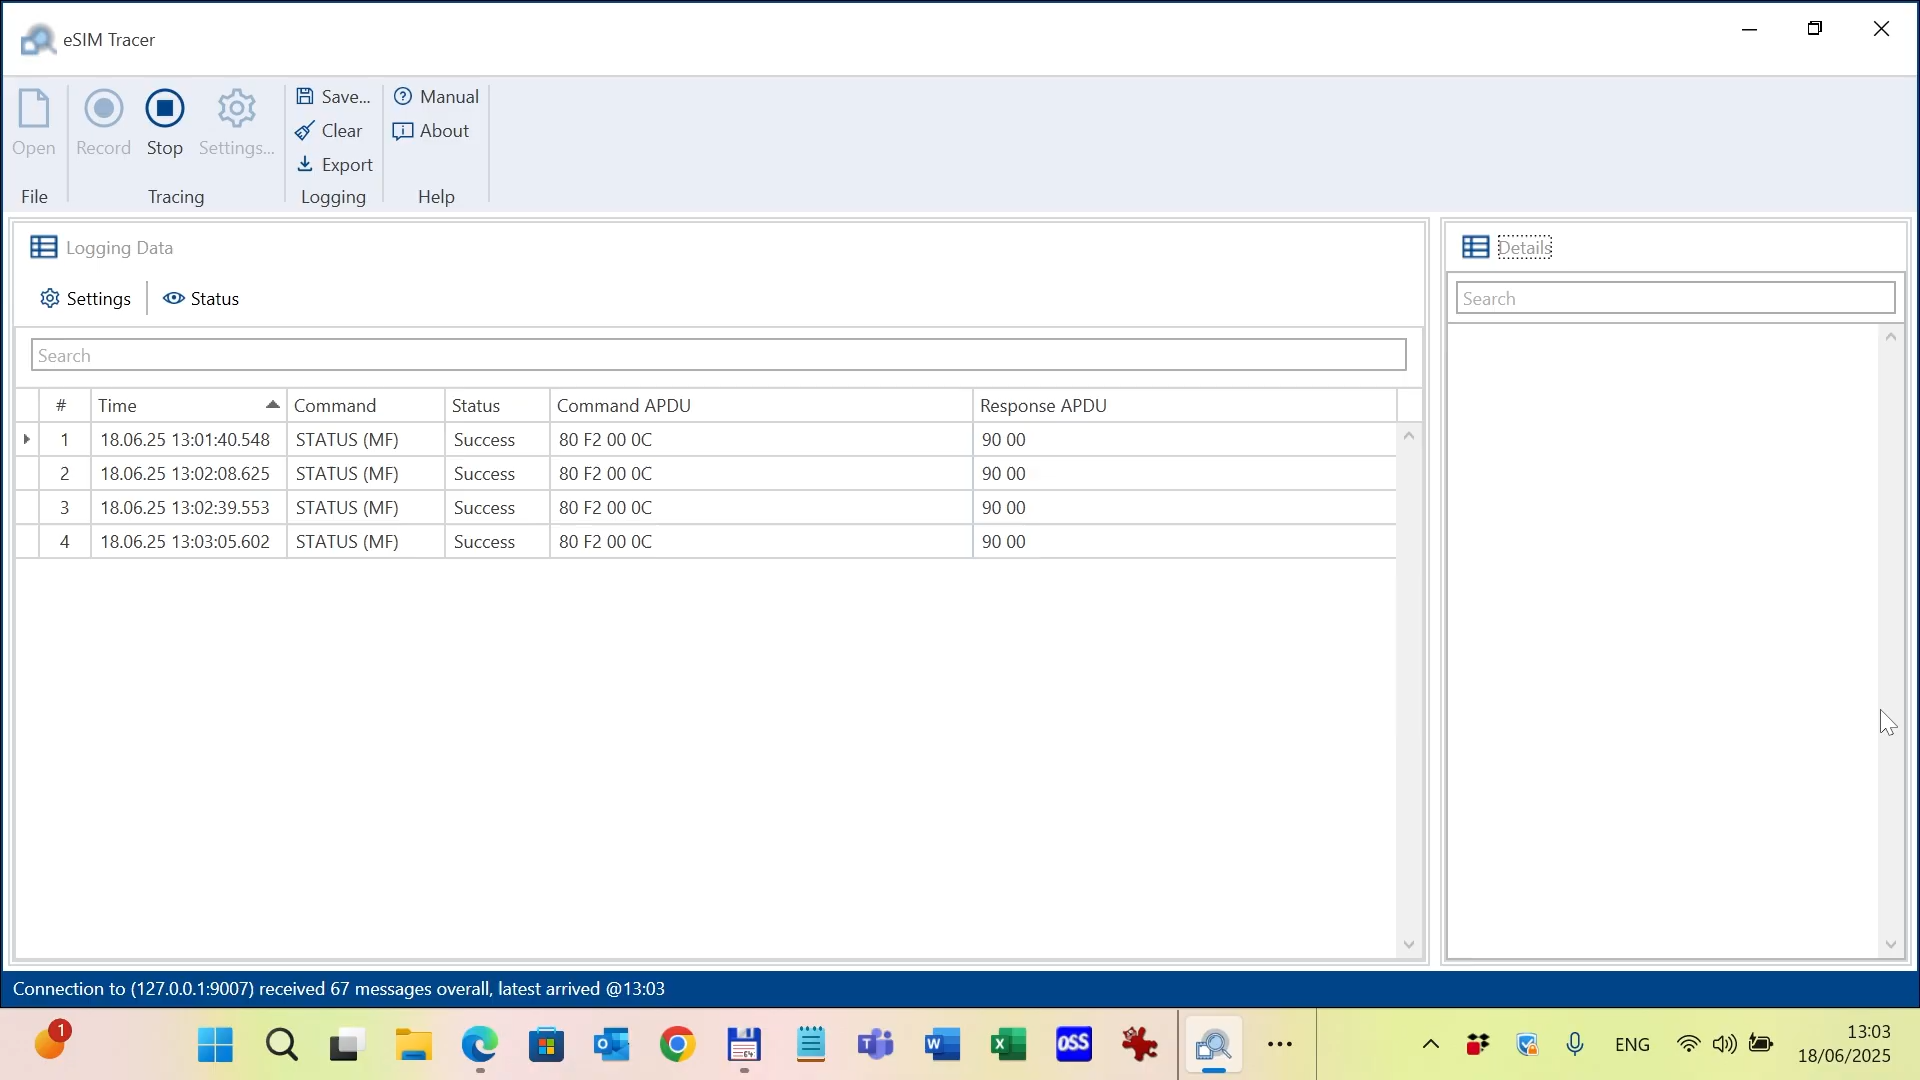 eSIM Tracer
Open
Record
Stop
Settings...
Save...
Clear
Export
Manual
About
File
Tracing
Logging
Help
Logging Data
Settings
Status
Search
# Time Command Status Command APDU Response APDU
1 18.06.25 13:01:40.548 STATUS (MF) Success 80 F2 00 0C 90 00
2 18.06.25 13:02:08.625 STATUS (MF) Success 80 F2 00 0C 90 00
3 18.06.25 13:02:39.553 STATUS (MF) Success 80 F2 00 0C 90 00
4 18.06.25 13:03:05.602 STATUS (MF) Success 80 F2 00 0C 90 00
Details
Search
Connection to (127.0.0.1:9007) received 67 messages overall, latest arrived @13:03
1
64
OSS
ENG
13:03
18/06/2025